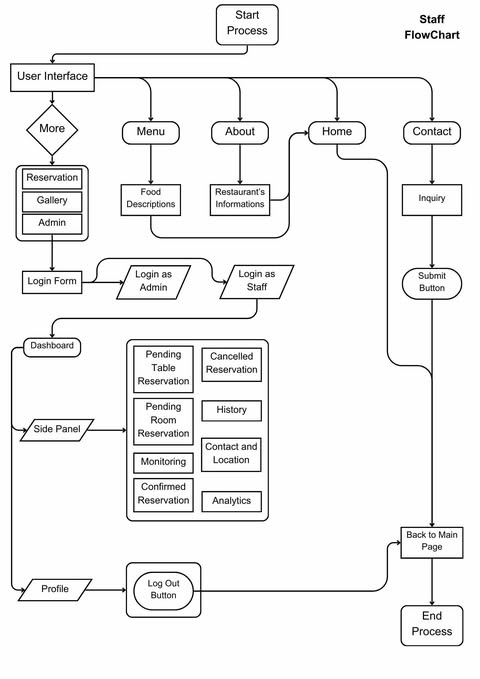 Start
Process
Staff
FlowChart
User Interface
More
Menu
About
Home
Contact
Reservation
Gallery
Admin
Food
Descriptions
Restaurant's
Informations
Inquiry
Login Form
Login as
Admin
Login as
Staff
Submit
Button
Dashboard
Pending
Table
Reservation
Cancelled
Reservation
Pending
Room
Reservation
History
Side Panel
Contact and
Location
Monitoring
Confirmed
Reservation
Analytics
Back to Main
Page
Profile
Log Out
Button
End
Process